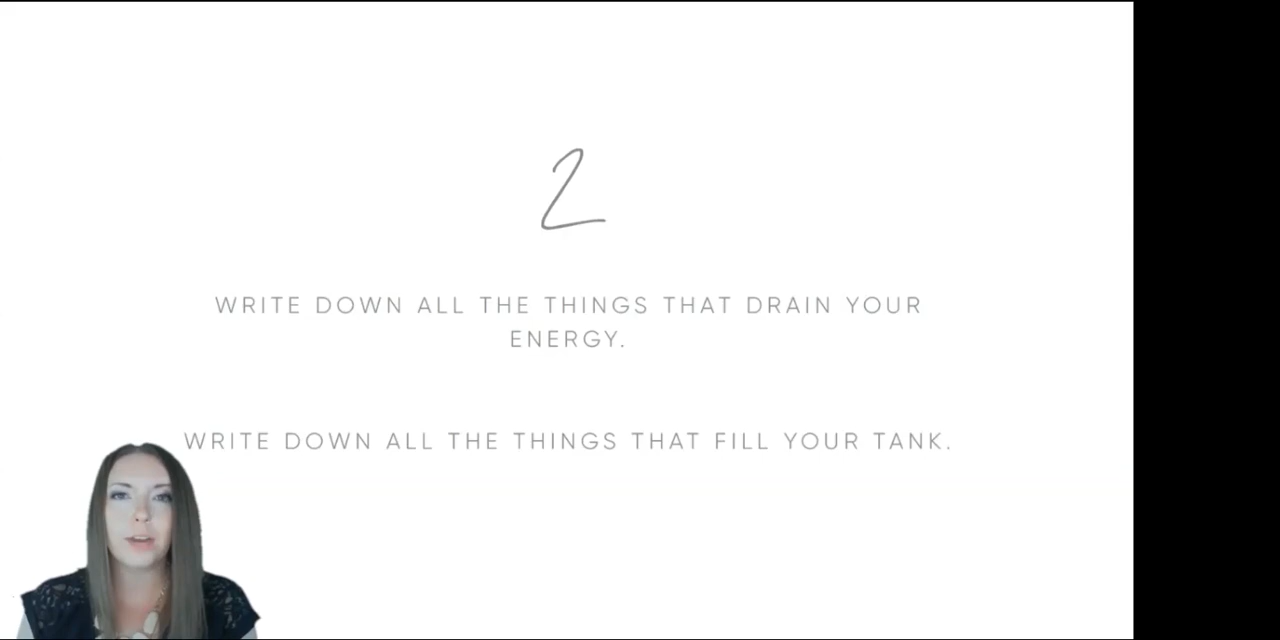 2
WRITE DOWN ALL THE THINGS THAT DRAIN YOUR
ENERGY.
WRITE DOWN ALL THE THINGS THAT FILL YOUR TANK.